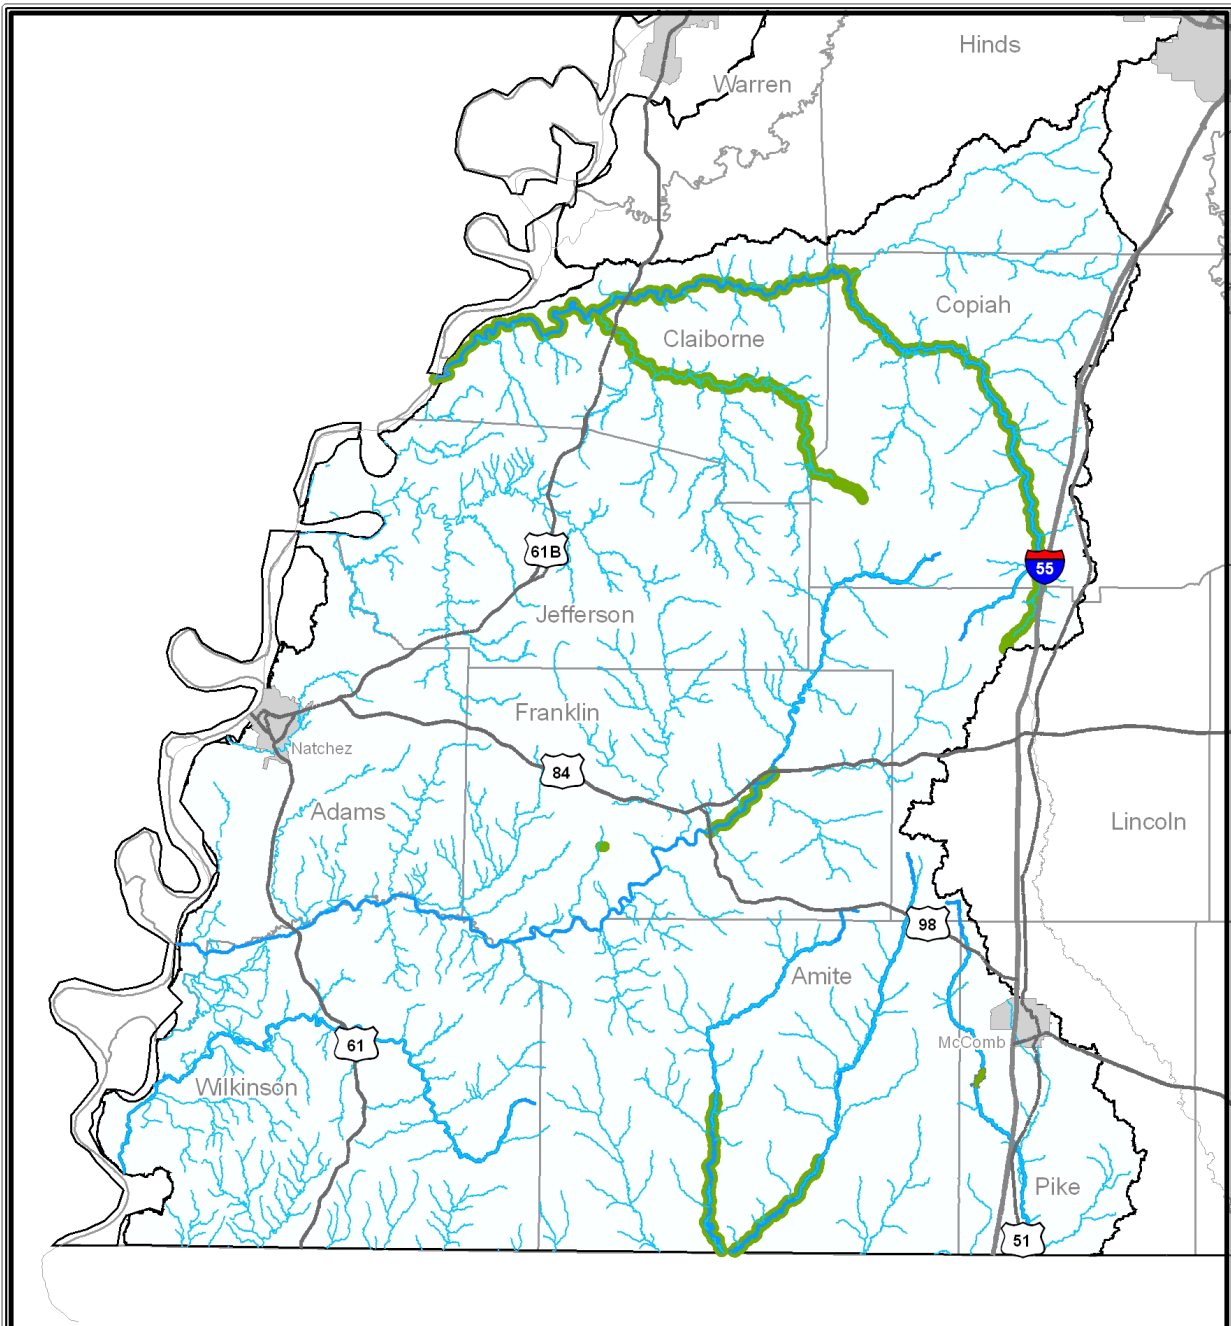 Hinds
Warren
Copiah
Claiborne
61B
55
Jefferson
Franklin
Natchez
84
Adams
Lincoln
98
Amite
61
McComb
Wilkinson
Pike
51